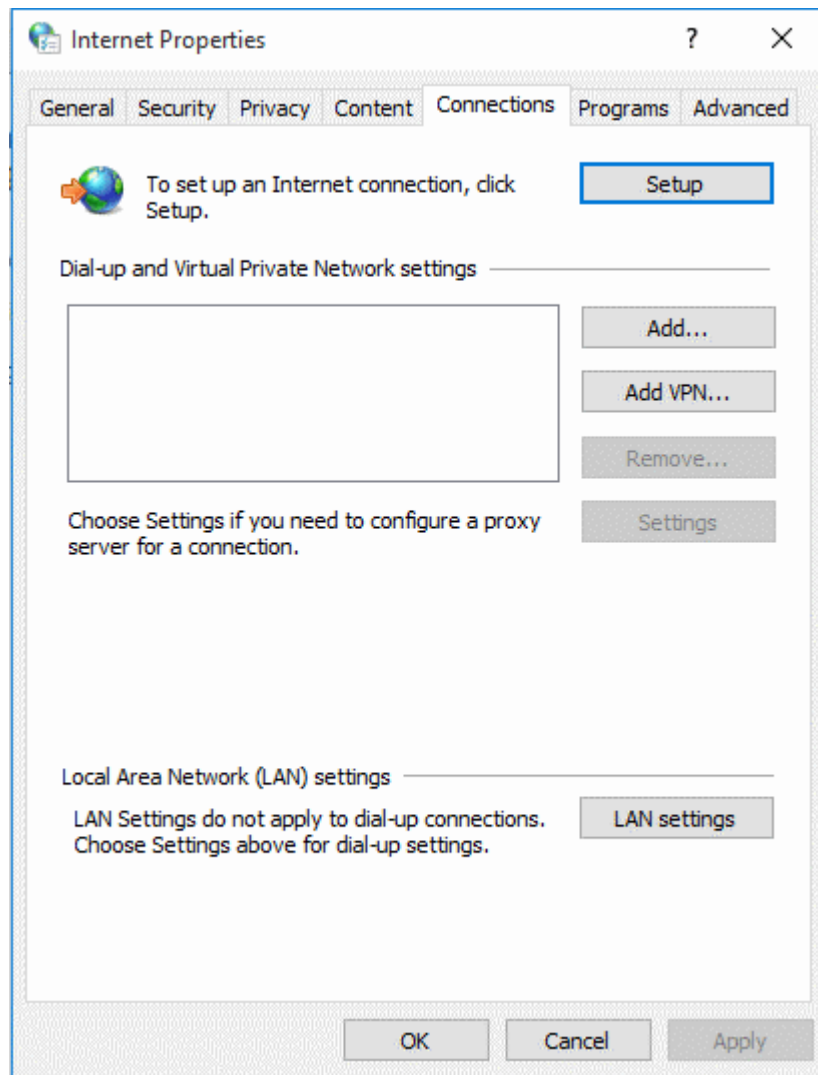 Internet Properties
?
General Security Privacy Content Connections Programs Advanced
To set up an Internet connection, click
Setup.
Setup
Dial-up and Virtual Private Network settings
Add...
Add VPN...
Remove...
Choose Settings if you need to configure a proxy
server for a connection.
Settings
Local Area Network (LAN) settings
LAN Settings do not apply to dial-up connections.
Choose Settings above for dial-up settings.
LAN settings
OK Cancel Apply